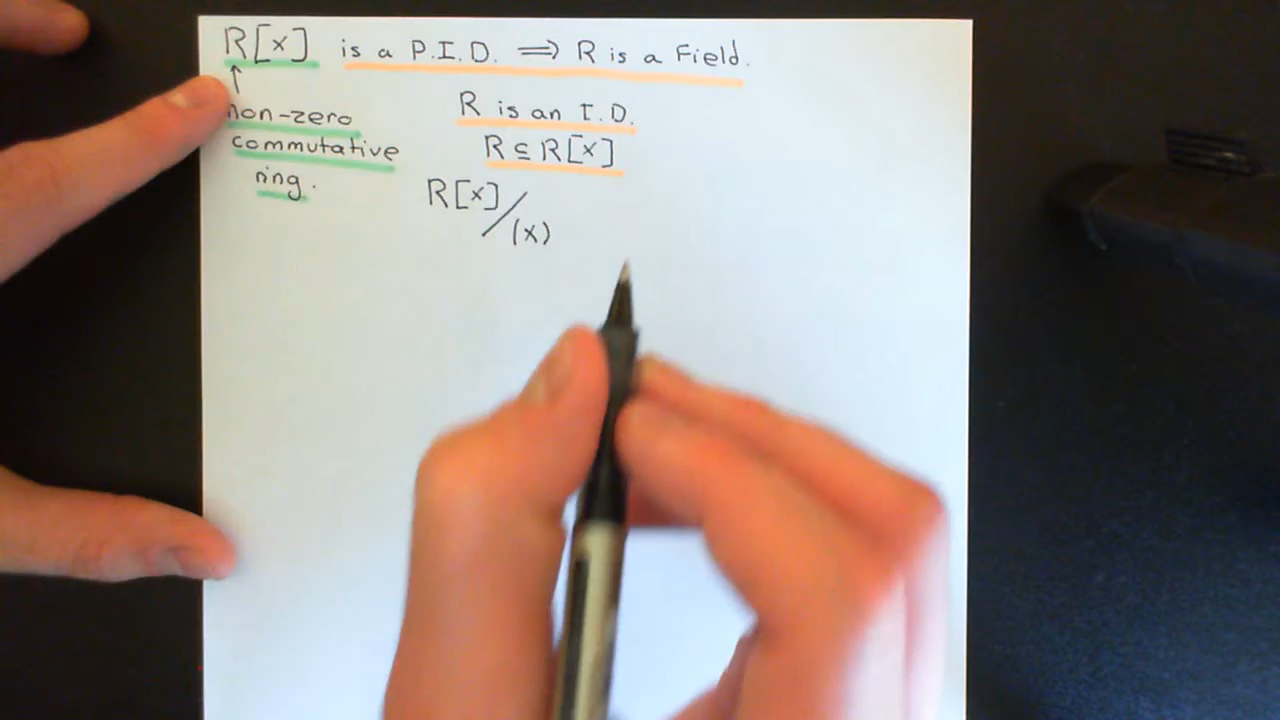 R[x] is a P.I.D. ⟹ R is a Field.
↑
non-zero
commutative
ring.
R is an I.D.
R ⊆ R[x]
R[x]/(x)